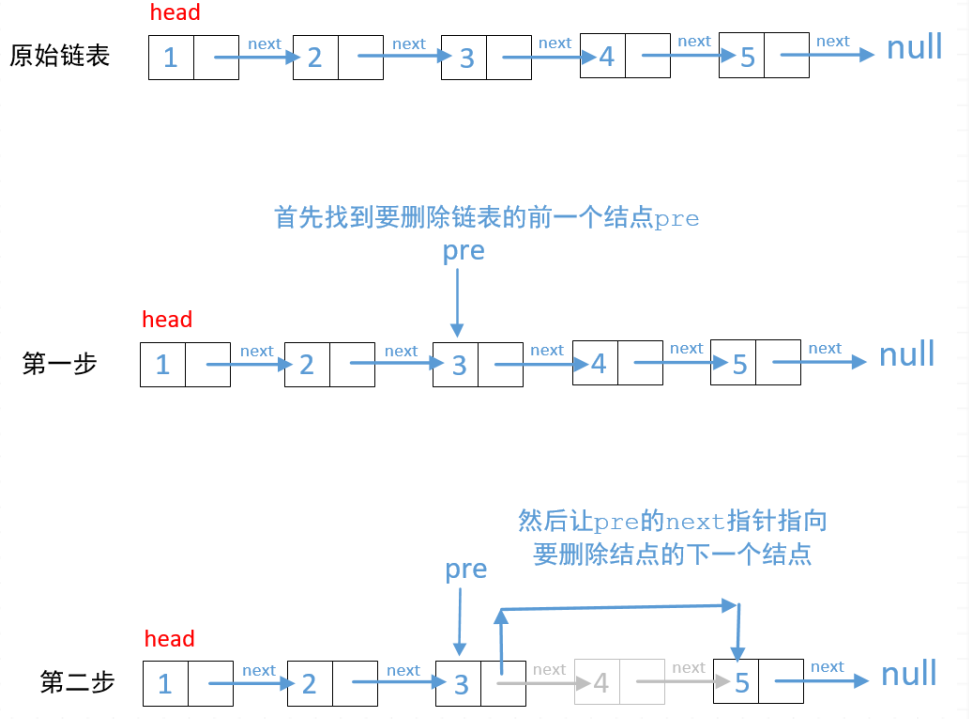 head
原始链表 1 next 2 next 3 next 4 next 5 next null
首先找到要删除链表的前一个结点pre
pre
head
第一步 1 next 2 next 3 next 4 next 5 next null
然后让pre的next指针指向
要删除结点的下一个结点
pre
head
第二步 1 next 2 next 3 next 4 next 5 next null